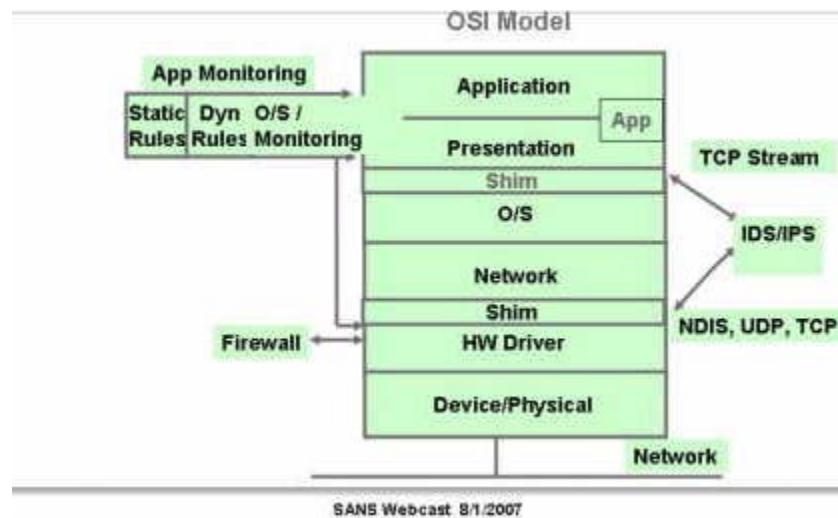 OSI Model
App Monitoring
Static Rules
Dyn Rules
O/S / Monitoring
Application
App
Presentation
Shim
O/S
Network
Shim
HW Driver
Device/Physical
TCP Stream
IDS/IPS
NDIS, UDP, TCP
Firewall
Network
SANS Webcast 8/1/2007